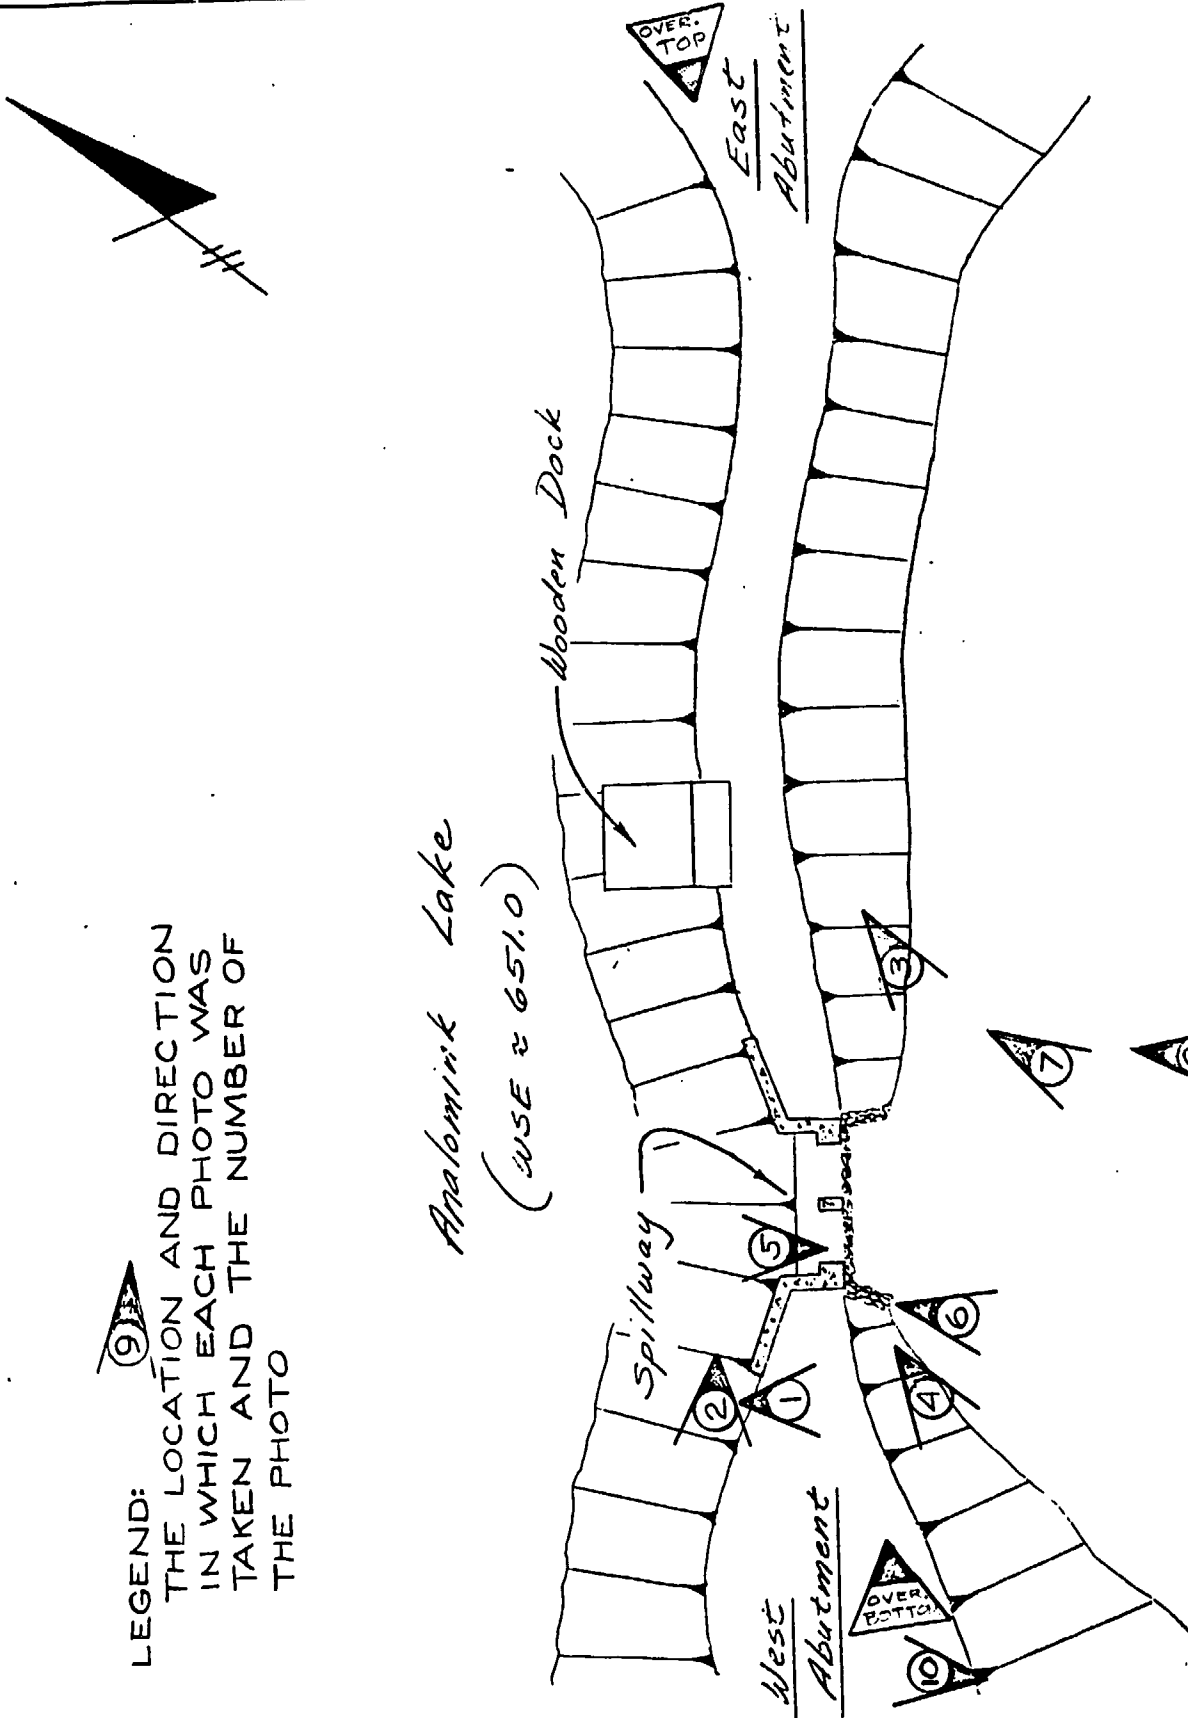 LEGEND:
9
THE LOCATION AND DIRECTION
IN WHICH EACH PHOTO WAS
TAKEN AND THE NUMBER OF
THE PHOTO
Analomink Lake
(WSE ≈ 651.0)
Wooden Dock
Spillway
OVER.
TOP
East
Abutment
West
Abutment
OVER.
BOTTOM
1
2
3
4
5
6
7
10